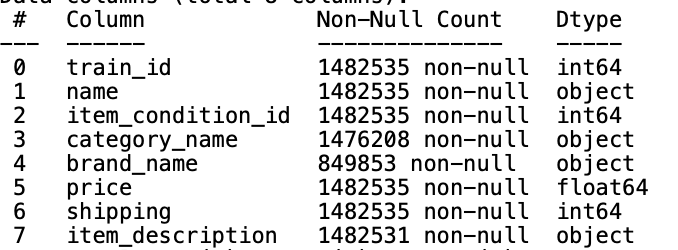 Data columns (total 8 columns):
 #   Column             Non-Null Count    Dtype
---  ------             --------------    -----
 0   train_id           1482535 non-null  int64
 1   name               1482535 non-null  object
 2   item_condition_id  1482535 non-null  int64
 3   category_name      1476208 non-null  object
 4   brand_name         849853 non-null   object
 5   price              1482535 non-null  float64
 6   shipping           1482535 non-null  int64
 7   item_description   1482531 non-null  object